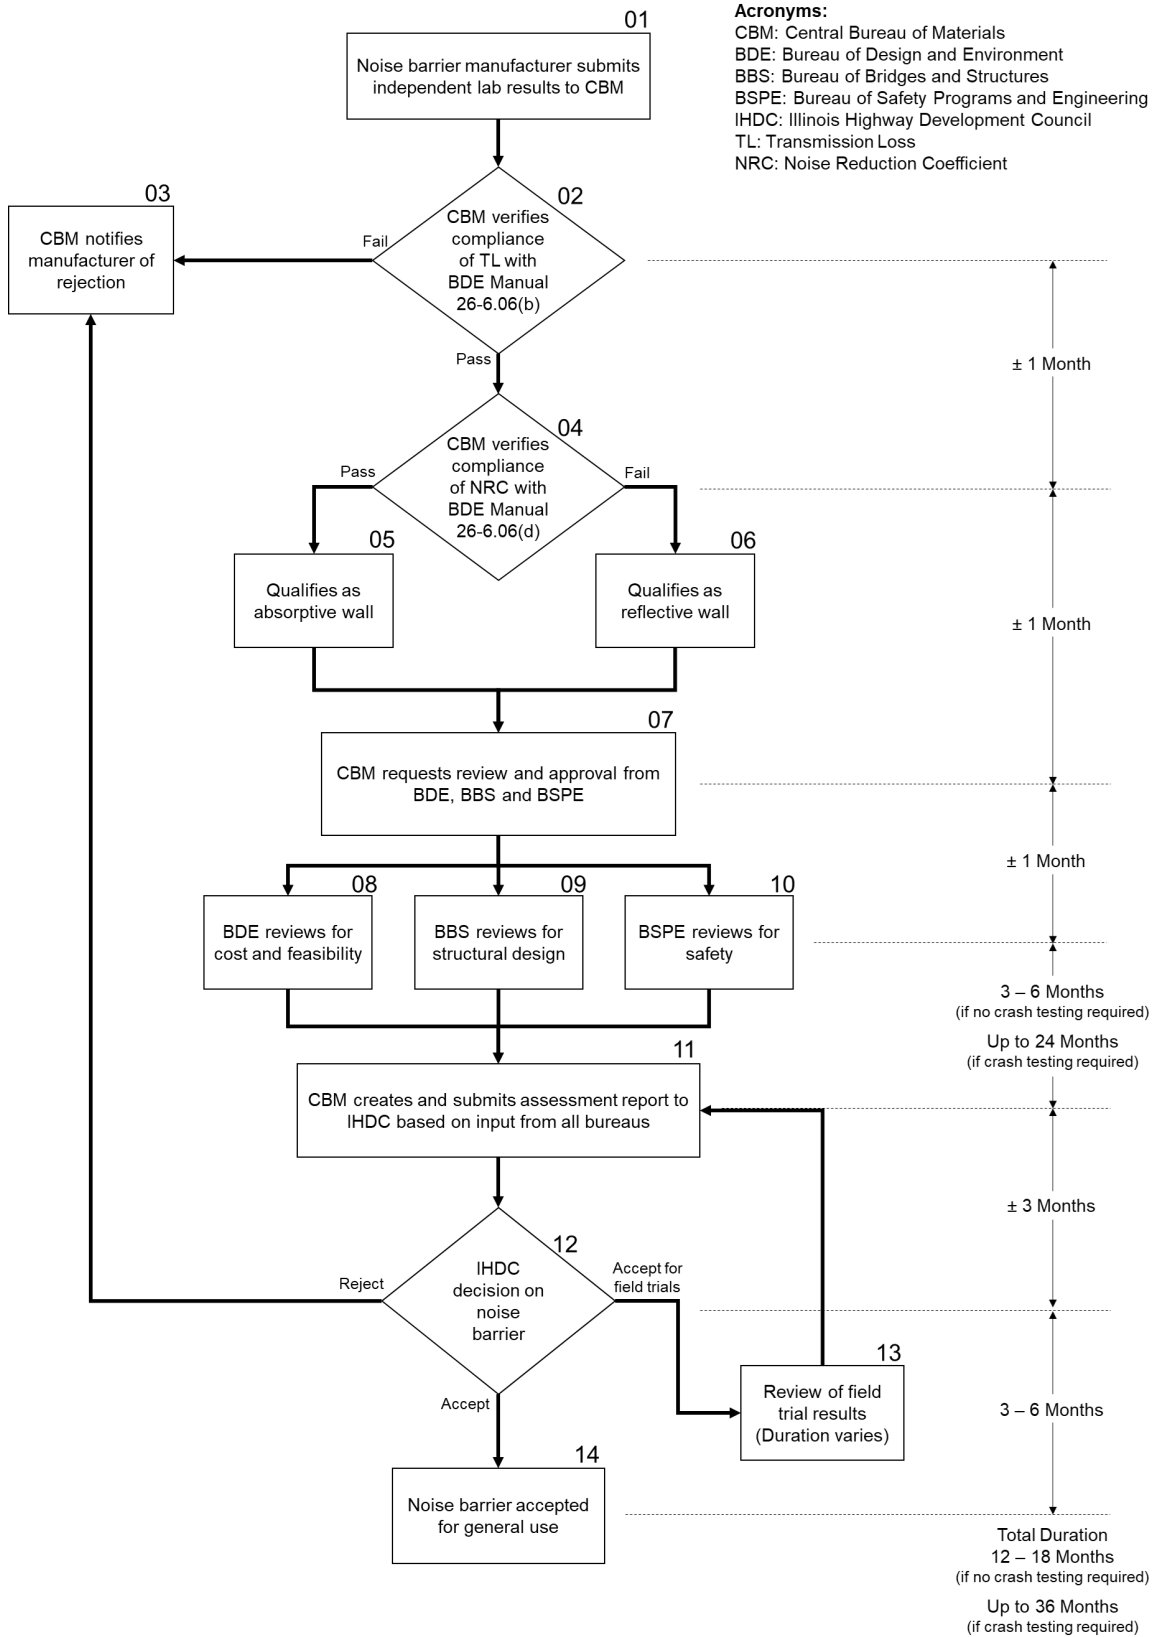 Acronyms:
CBM: Central Bureau of Materials
BDE: Bureau of Design and Environment
BBS: Bureau of Bridges and Structures
BSPE: Bureau of Safety Programs and Engineering
IHDC: Illinois Highway Development Council
TL: Transmission Loss
NRC: Noise Reduction Coefficient
01
Noise barrier manufacturer submits
independent lab results to CBM
02
CBM verifies
compliance
of TL with
BDE Manual
26-6.06(b)
Fail
03
CBM notifies
manufacturer of
rejection
Pass
± 1 Month
04
CBM verifies
compliance
of NRC with
BDE Manual
26-6.06(d)
Pass
Fail
05
Qualifies as
absorptive wall
06
Qualifies as
reflective wall
± 1 Month
07
CBM requests review and approval from
BDE, BBS and BSPE
± 1 Month
08
BDE reviews for
cost and feasibility
09
BBS reviews for
structural design
10
BSPE reviews for
safety
3 – 6 Months
(if no crash testing required)
Up to 24 Months
(if crash testing required)
11
CBM creates and submits assessment report to
IHDC based on input from all bureaus
± 3 Months
12
IHDC
decision on
noise
barrier
Reject
Accept for
field trials
Accept
13
Review of field
trial results
(Duration varies)
3 – 6 Months
14
Noise barrier accepted
for general use
Total Duration
12 – 18 Months
(if no crash testing required)
Up to 36 Months
(if crash testing required)